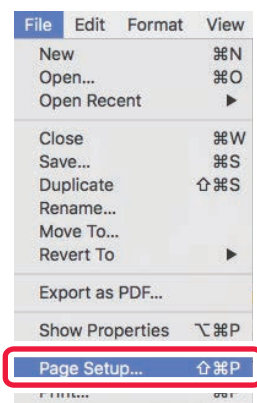 File Edit Format View
New ⌘N
Open... ⌘O
Open Recent ▶
Close ⌘W
Save... ⌘S
Duplicate ⇧⌘S
Rename...
Move To...
Revert To ▶
Export as PDF...
Show Properties ⌥⌘P
Page Setup... ⇧⌘P